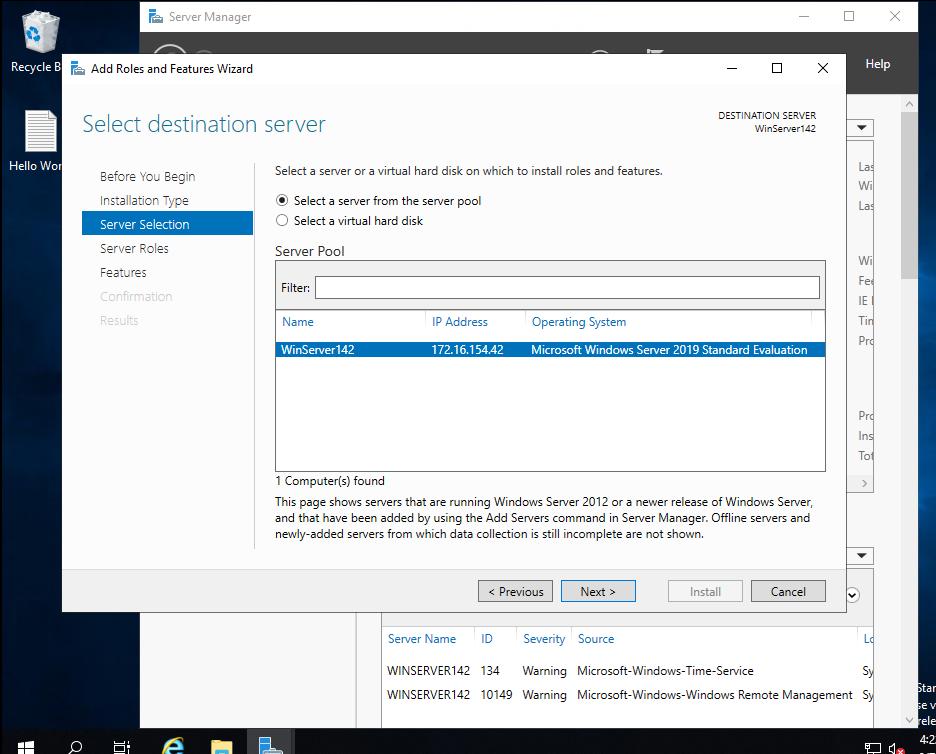 Server Manager
Recycle B
Help
Add Roles and Features Wizard
Select destination server
DESTINATION SERVER
WinServer142
Hello Wor
Before You Begin
Installation Type
Server Selection
Server Roles
Features
Confirmation
Results
Select a server or a virtual hard disk on which to install roles and features.
Select a server from the server pool
Select a virtual hard disk
Server Pool
Filter:
Name IP Address Operating System
WinServer142 172.16.154.42 Microsoft Windows Server 2019 Standard Evaluation
1 Computer(s) found
This page shows servers that are running Windows Server 2012 or a newer release of Windows Server,
and that have been added by using the Add Servers command in Server Manager. Offline servers and
newly-added servers from which data collection is still incomplete are not shown.
< Previous Next > Install Cancel
Las
Wi
Las
Wi
Fee
IE
Tim
Pro
Pro
Ins
Tot
Server Name ID Severity Source Lo
WINSERVER142 134 Warning Microsoft-Windows-Time-Service Sy
WINSERVER142 10149 Warning Microsoft-Windows-Windows Remote Management Sy
Star
se v
rele
4:2